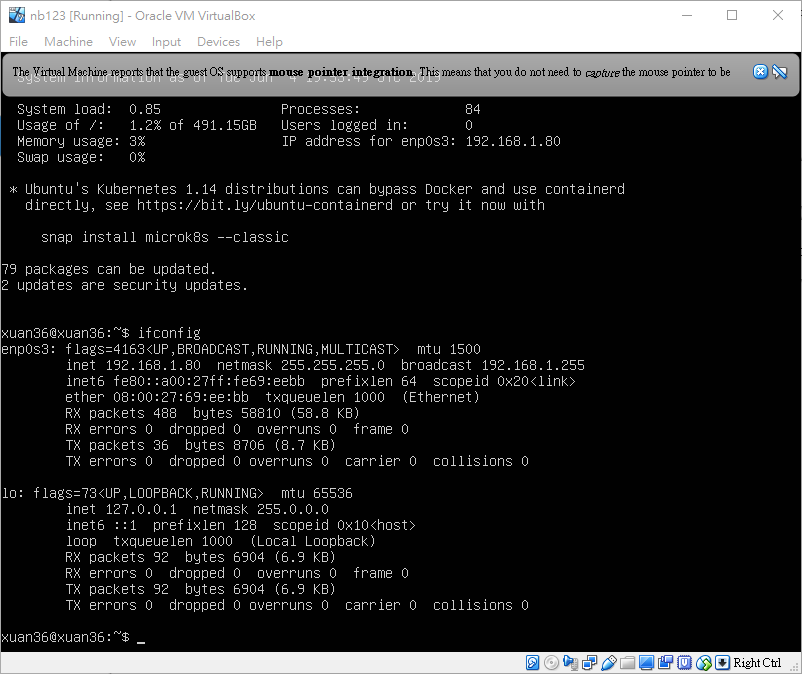 nb123 [Running] - Oracle VM VirtualBox
File Machine View Input Devices Help
The Virtual Machine reports that the guest OS supports mouse pointer integration. This means that you do not need to capture the mouse pointer to be
System information as of Tue Jun 4 19:53:49 UTC 2019
System load: 0.85 Processes: 84
Usage of /: 1.2% of 491.15GB Users logged in: 0
Memory usage: 3% IP address for enp0s3: 192.168.1.80
Swap usage: 0%
* Ubuntu's Kubernetes 1.14 distributions can bypass Docker and use containerd
directly, see https://bit.ly/ubuntu-containerd or try it now with
snap install microk8s --classic
79 packages can be updated.
2 updates are security updates.
xuan36@xuan36:~$ ifconfig
enp0s3: flags=4163<UP,BROADCAST,RUNNING,MULTICAST> mtu 1500
inet 192.168.1.80 netmask 255.255.255.0 broadcast 192.168.1.255
inet6 fe80::a00:27ff:fe69:eebb prefixlen 64 scopeid 0x20<link>
ether 08:00:27:69:ee:bb txqueuelen 1000 (Ethernet)
RX packets 488 bytes 58810 (58.8 KB)
RX errors 0 dropped 0 overruns 0 frame 0
TX packets 36 bytes 8706 (8.7 KB)
TX errors 0 dropped 0 overruns 0 carrier 0 collisions 0
lo: flags=73<UP,LOOPBACK,RUNNING> mtu 65536
inet 127.0.0.1 netmask 255.0.0.0
inet6 ::1 prefixlen 128 scopeid 0x10<host>
loop txqueuelen 1000 (Local Loopback)
RX packets 92 bytes 6904 (6.9 KB)
RX errors 0 dropped 0 overruns 0 frame 0
TX packets 92 bytes 6904 (6.9 KB)
TX errors 0 dropped 0 overruns 0 carrier 0 collisions 0
xuan36@xuan36:~$ _
Right Ctrl